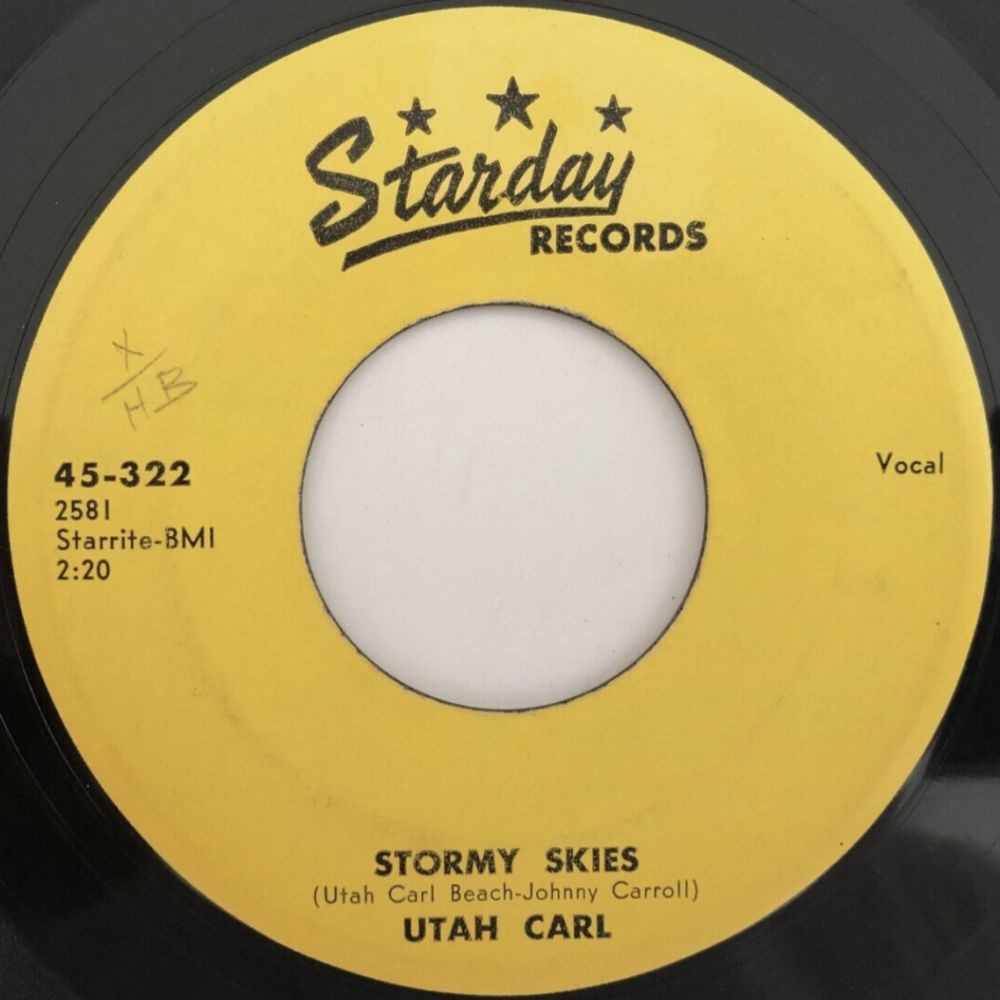 Starday
RECORDS
X
HB
45-322
2581
Starrite-BMI
2:20
Vocal
STORMY SKIES
(Utah Carl Beach-Johnny Carroll)
UTAH CARL